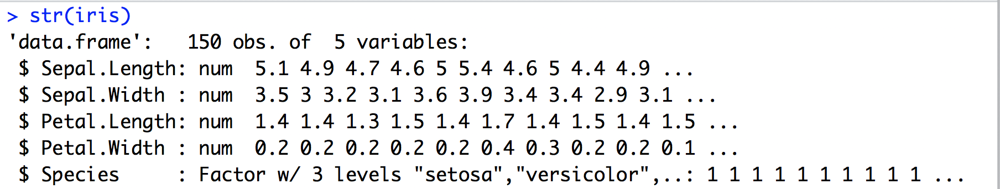 > str(iris)
'data.frame':   150 obs. of  5 variables:
 $ Sepal.Length: num  5.1 4.9 4.7 4.6 5 5.4 4.6 5 4.4 4.9 ...
 $ Sepal.Width : num  3.5 3 3.2 3.1 3.6 3.9 3.4 3.4 2.9 3.1 ...
 $ Petal.Length: num  1.4 1.4 1.3 1.5 1.4 1.7 1.4 1.5 1.4 1.5 ...
 $ Petal.Width : num  0.2 0.2 0.2 0.2 0.2 0.4 0.3 0.2 0.2 0.1 ...
 $ Species     : Factor w/ 3 levels "setosa","versicolor",..: 1 1 1 1 1 1 1 1 1 1 ...